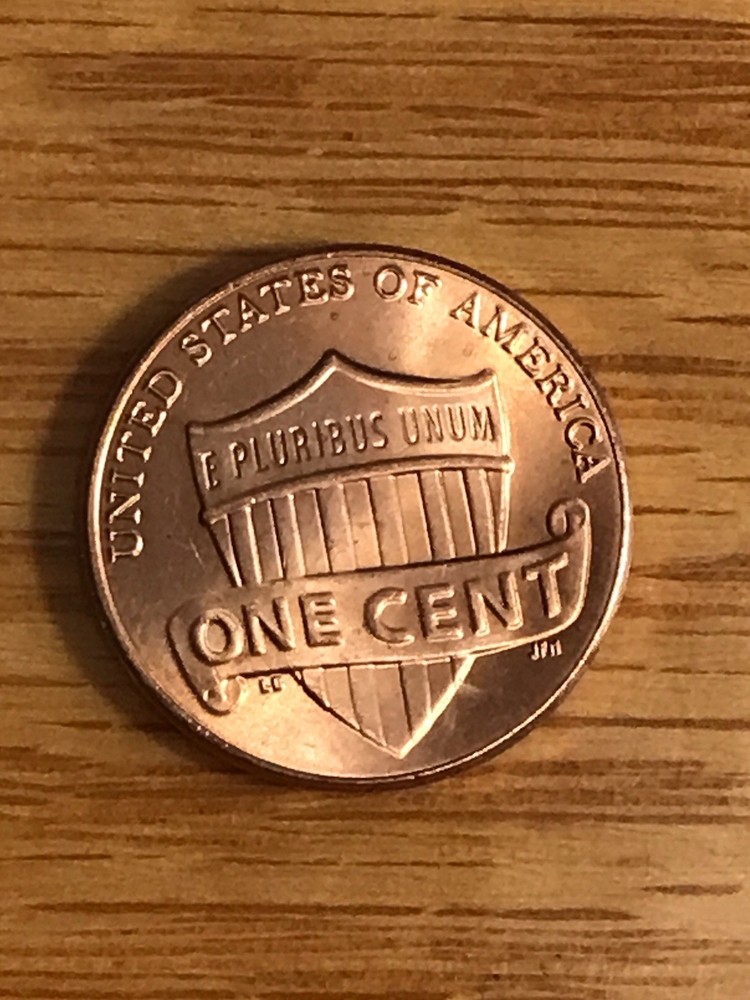 UNITED STATES OF AMERICA
E PLURIBUS UNUM
ONE CENT